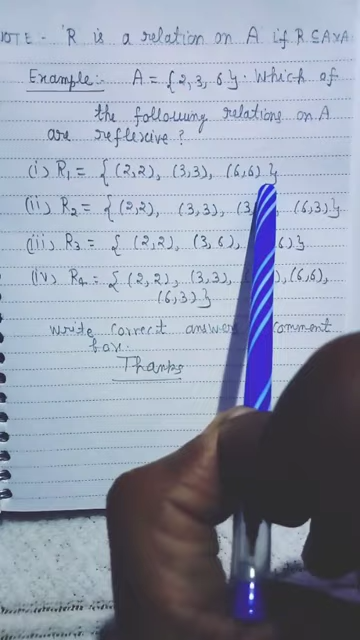 NOTE - R is a relation on A if R ⊆ A×A
Example:- A = {2, 3, 6}. Which of
the following relations on A
are reflexive?
(i) R₁ = { (2,2), (3,3), (6,6) }
(ii) R₂ = { (2,2), (3,3), (3, (6,3) }
(iii) R₃ = { (2,2), (3,6), 6) }
(iv) R₄ = { (2,2), (3,3), ), (6,6),
(6,3) }
write correct answer comment
box.
Thanks